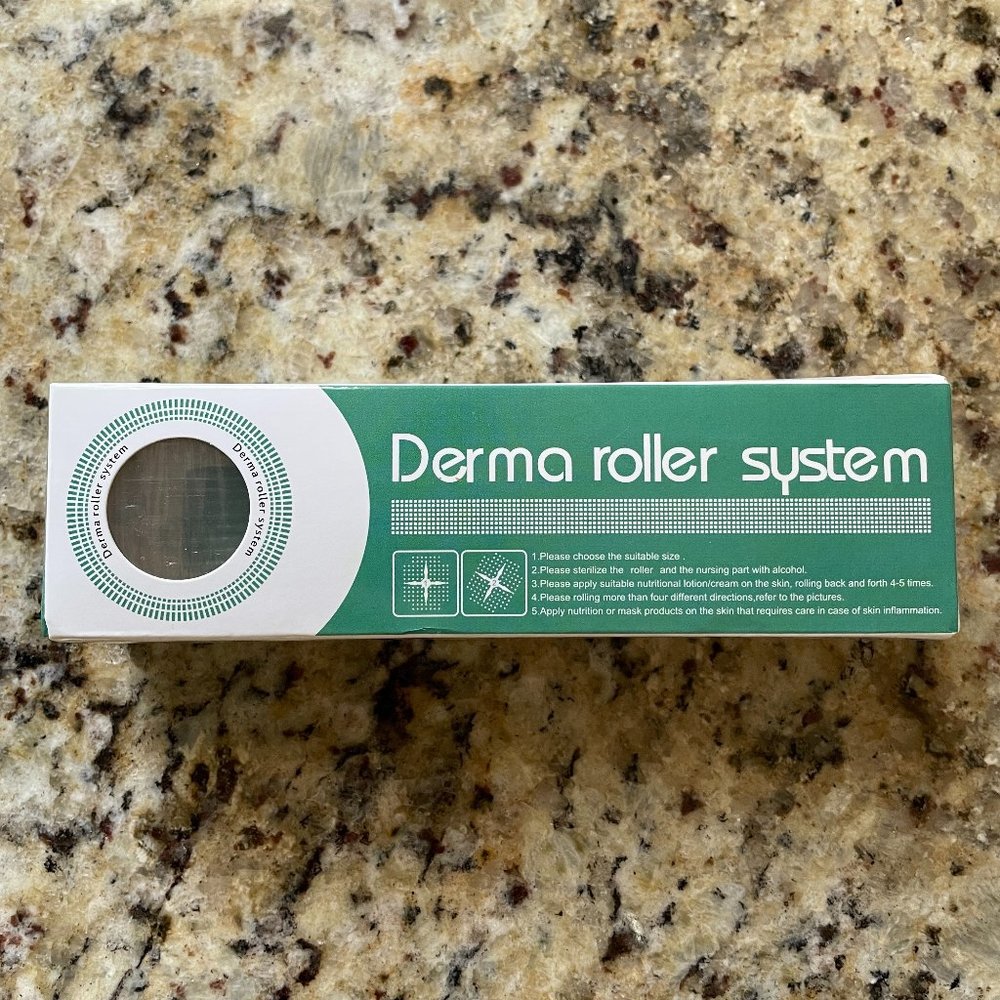 Derma roller system
Derma roller system
Derma roller system
1.Please choose the suitable size .
2.Please sterilize the roller and the nursing part with alcohol.
3.Please apply suitable nutritional lotion/cream on the skin, rolling back and forth 4-5 times.
4.Please rolling more than four different directions,refer to the pictures.
5.Apply nutrition or mask products on the skin that requires care in case of skin inflammation.